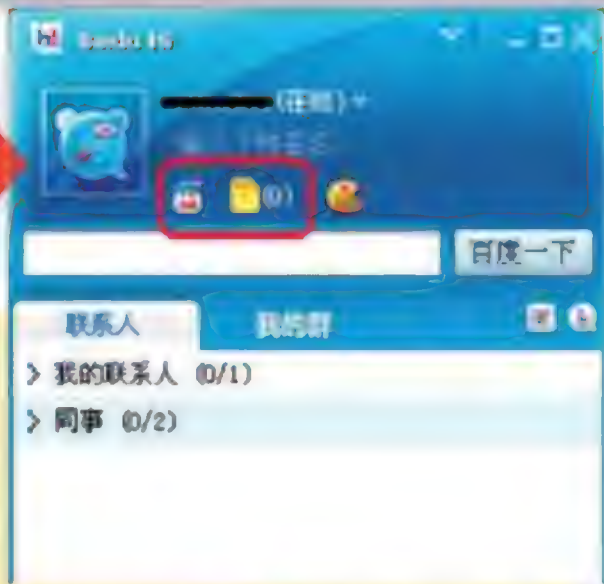 (在线)
(0)
百度一下
联系人 我的群
我的联系人 (0/1)
同事 (0/2)